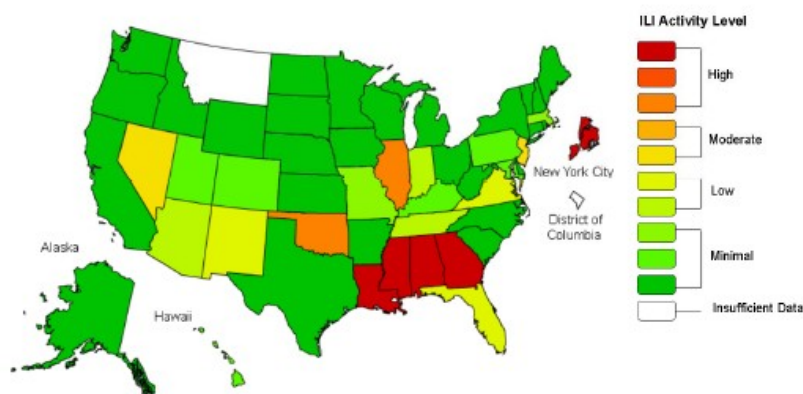 ILI Activity Level
High
Moderate
Low
Minimal
Insufficient Data
New York City
District of
Columbia
Alaska
Hawaii